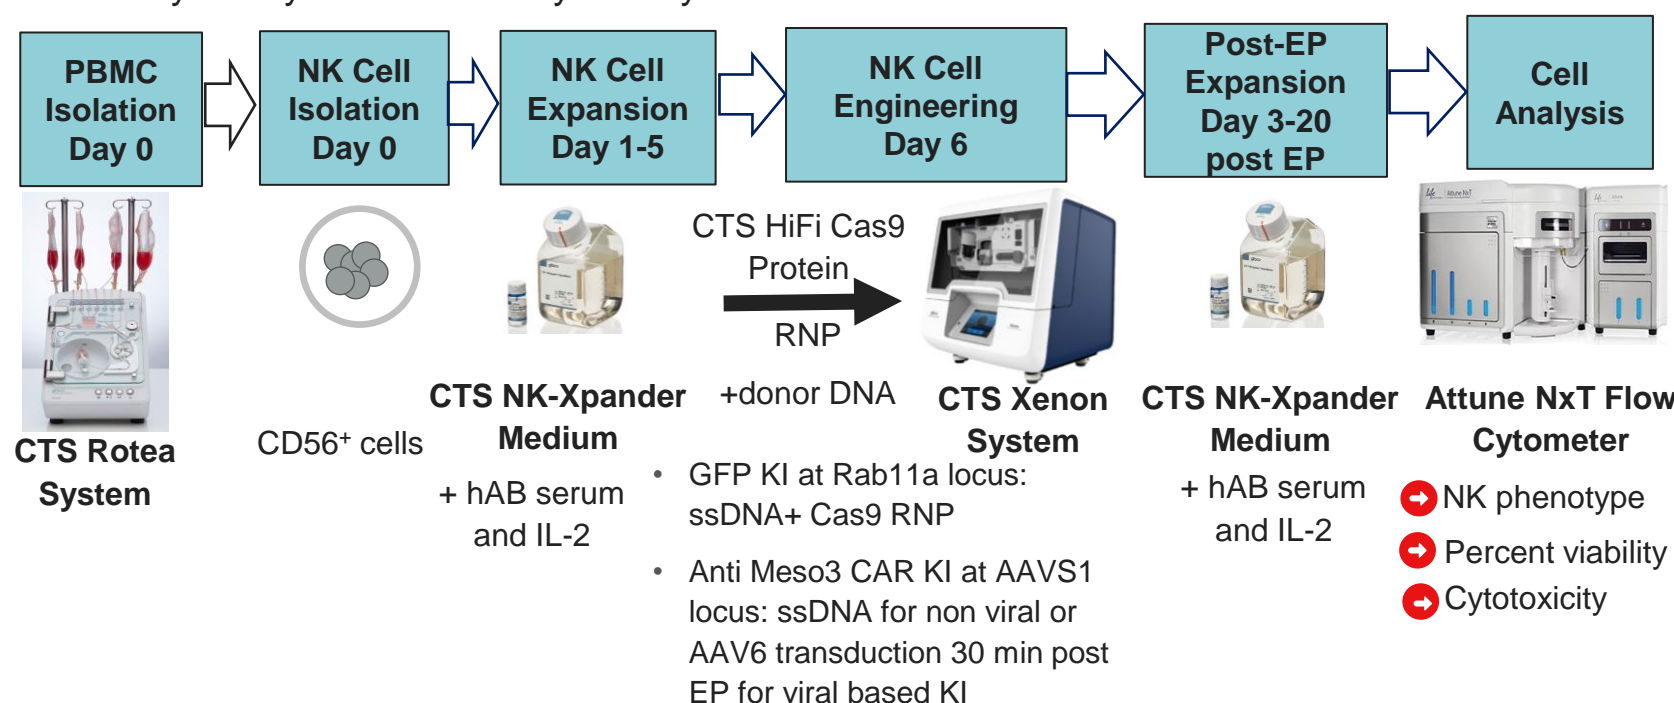 PBMC
Isolation
Day 0
NK Cell
Isolation
Day 0
NK Cell
Expansion
Day 1-5
NK Cell
Engineering
Day 6
Post-EP
Expansion
Day 3-20
post EP
Cell
Analysis
CTS Rotea
System
CD56⁺ cells
CTS NK-Xpander
Medium
+ hAB serum
and IL-2
CTS HiFi Cas9
Protein
RNP
+donor DNA
CTS Xenon
System
• GFP KI at Rab11a locus:
ssDNA+ Cas9 RNP
• Anti Meso3 CAR KI at AAVS1
locus: ssDNA for non viral or
AAV6 transduction 30 min post
EP for viral based KI
CTS NK-Xpander
Medium
+ hAB serum
and IL-2
Life
Attune NxT
Attune NxT Flow
Cytometer
NK phenotype
Percent viability
Cytotoxicity